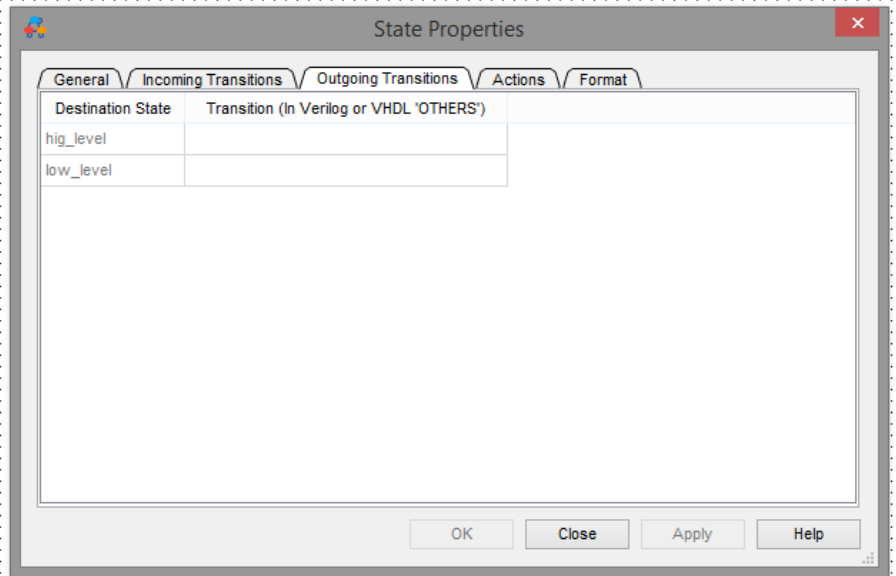 State Properties
General Incoming Transitions Outgoing Transitions Actions Format
Destination State Transition (In Verilog or VHDL 'OTHERS')
hig_level
low_level
OK Close Apply Help